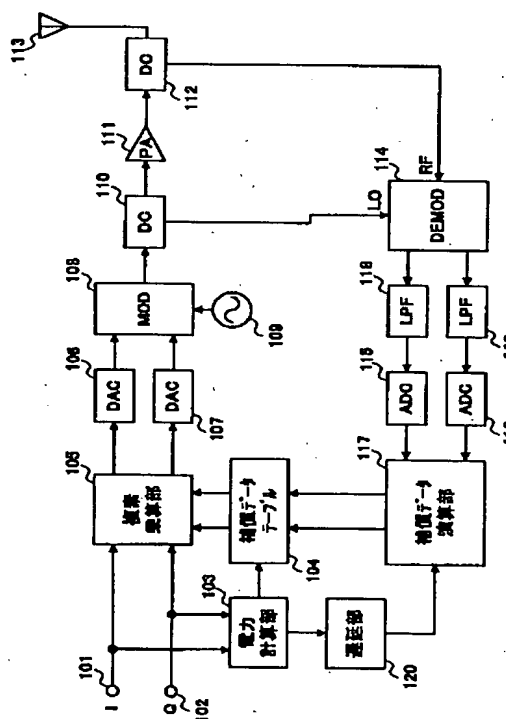 113
111
PA
DC
112
110
DC
108
MOD
109
106
DAC
DAC
107
105
複素
乗算部
101
I
Q
102
103
電力
計算部
補償データ
テーブル
104
遅延部
120
LO
RF
114
DEMOD
118
LPF
LPF
115
ADC
ADC
117
補償データ
演算部